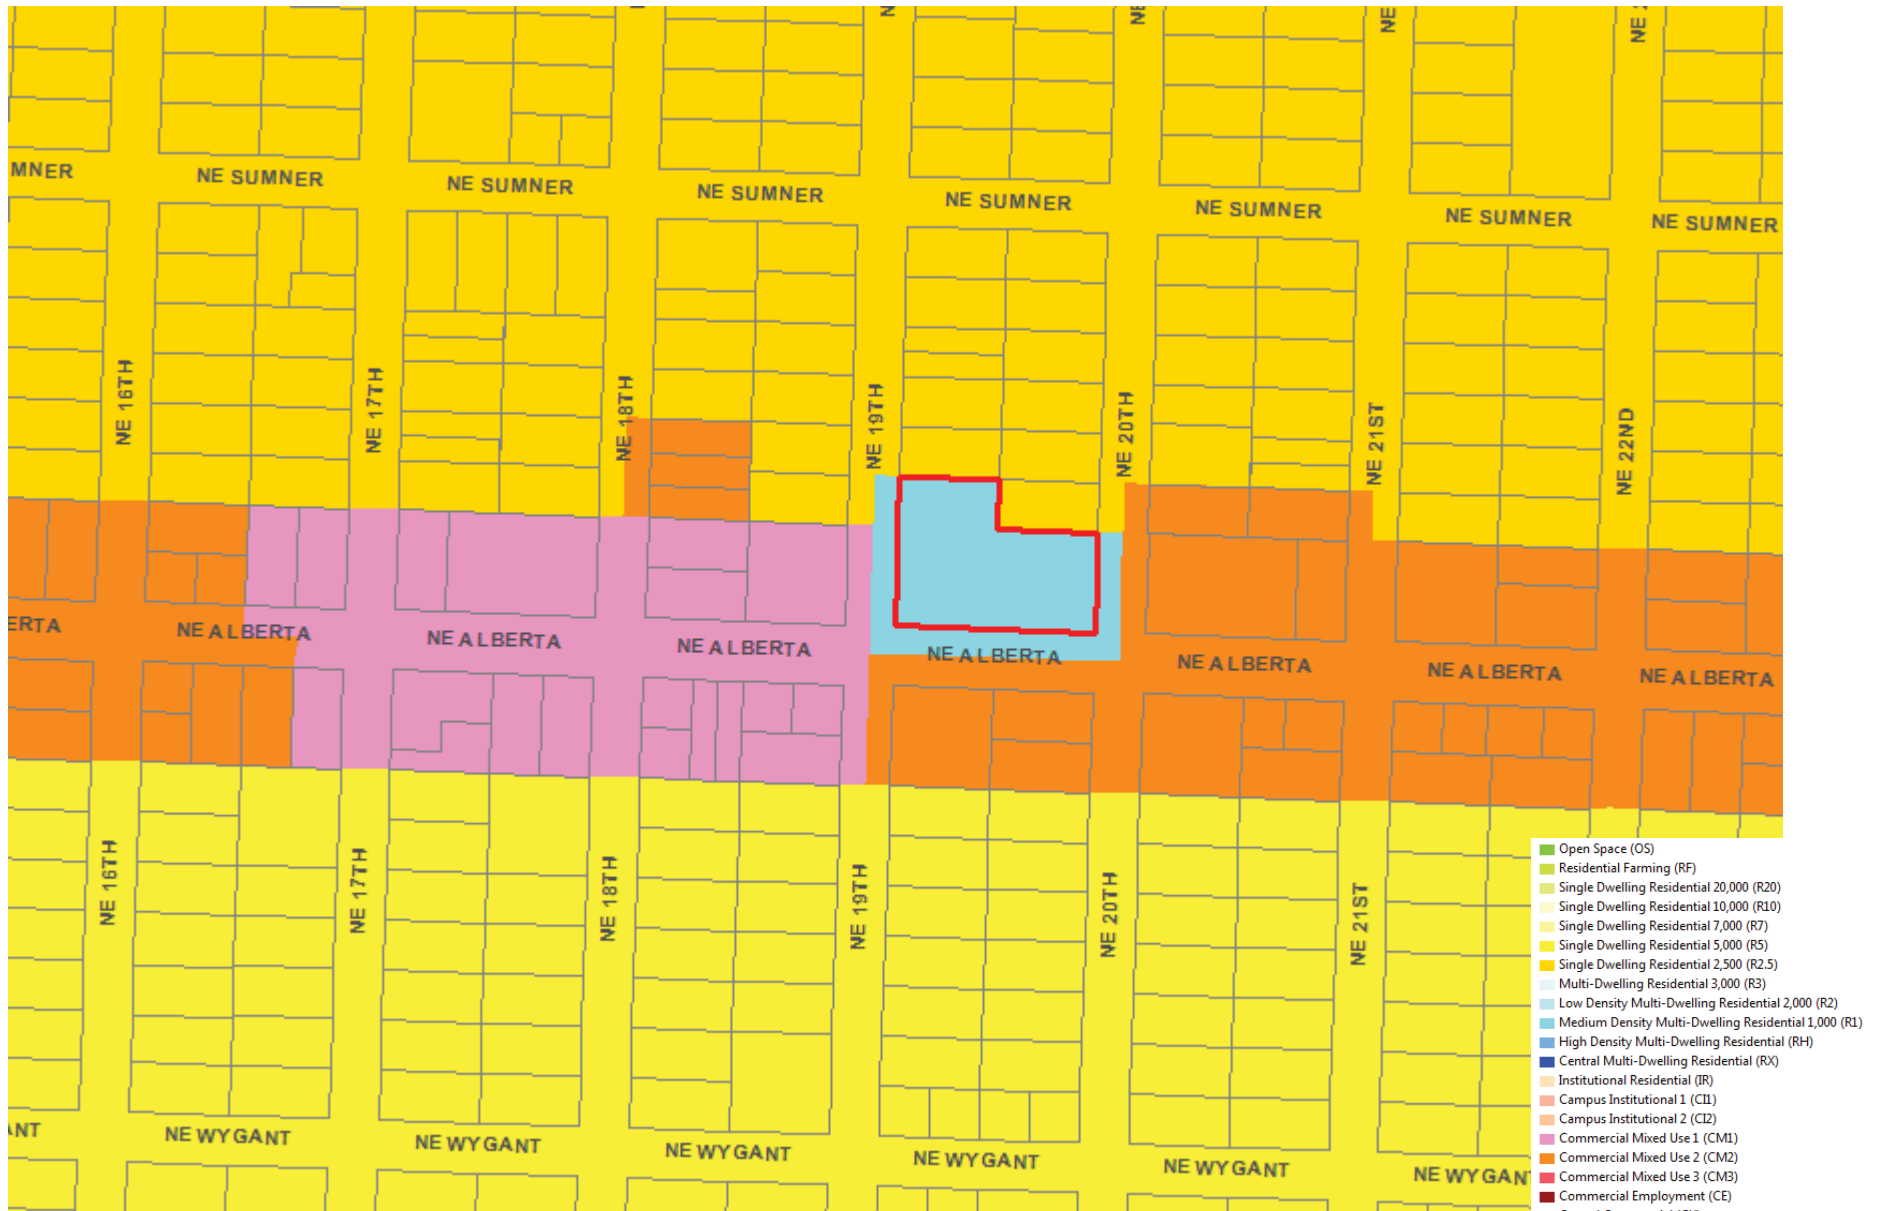 NE SUMNER
NE SUMNER
NE SUMNER
NE SUMNER
NE SUMNER
NE SUMNER
NE SUMNER
MNER
NE 16TH
NE 17TH
NE 18TH
NE 19TH
NE 20TH
NE 21ST
NE 22ND
ERTA
NE ALBERTA
NE ALBERTA
NE ALBERTA
NE ALBERTA
NE ALBERTA
NE ALBERTA
NE ALBERTA
NE 16TH
NE 17TH
NE 18TH
NE 19TH
NE 20TH
NE 21ST
ANT
NE WYGANT
NE WYGANT
NE WYGANT
NE WYGANT
NE WYGANT
NE WYGAN
Open Space (OS)
Residential Farming (RF)
Single Dwelling Residential 20,000 (R20)
Single Dwelling Residential 10,000 (R10)
Single Dwelling Residential 7,000 (R7)
Single Dwelling Residential 5,000 (R5)
Single Dwelling Residential 2,500 (R2.5)
Multi-Dwelling Residential 3,000 (R3)
Low Density Multi-Dwelling Residential 2,000 (R2)
Medium Density Multi-Dwelling Residential 1,000 (R1)
High Density Multi-Dwelling Residential (RH)
Central Multi-Dwelling Residential (RX)
Institutional Residential (IR)
Campus Institutional 1 (CI1)
Campus Institutional 2 (CI2)
Commercial Mixed Use 1 (CM1)
Commercial Mixed Use 2 (CM2)
Commercial Mixed Use 3 (CM3)
Commercial Employment (CE)